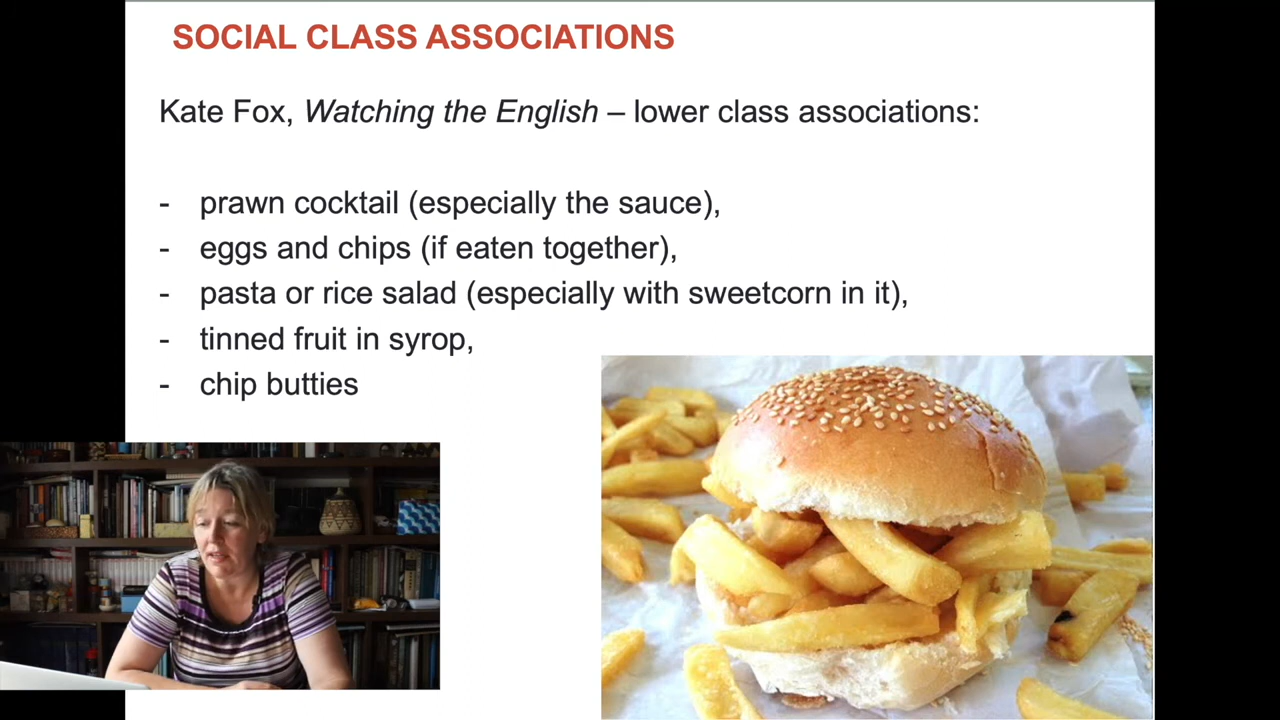 SOCIAL CLASS ASSOCIATIONS
Kate Fox, Watching the English – lower class associations:
- prawn cocktail (especially the sauce),
- eggs and chips (if eaten together),
- pasta or rice salad (especially with sweetcorn in it),
- tinned fruit in syrop,
- chip butties